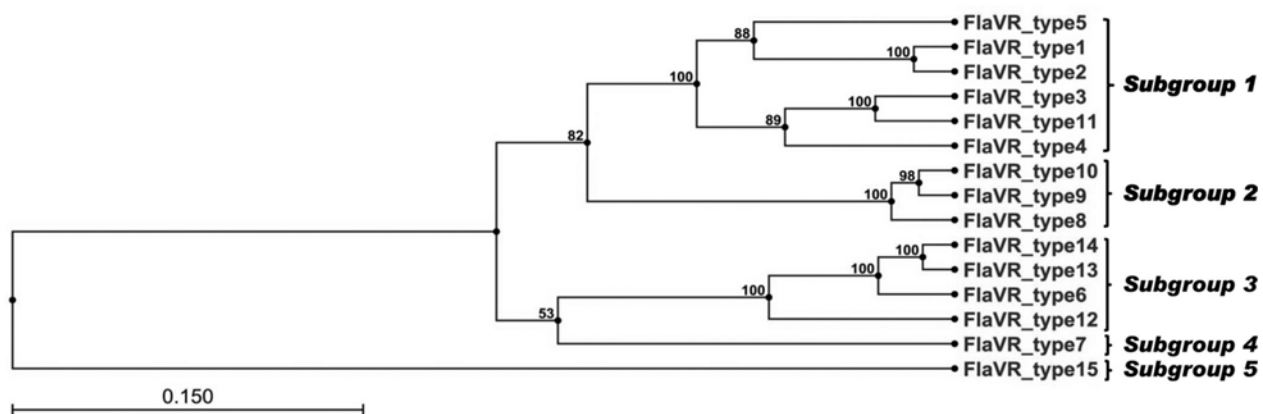 FlaVR_type5
88
100
FlaVR_type1
100
FlaVR_type2
Subgroup 1
100
FlaVR_type3
89
FlaVR_type11
82
FlaVR_type4
98
FlaVR_type10
100
FlaVR_type9
Subgroup 2
FlaVR_type8
100
FlaVR_type14
100
FlaVR_type13
100
FlaVR_type6
Subgroup 3
53
FlaVR_type12
FlaVR_type7
Subgroup 4
FlaVR_type15
Subgroup 5
0.150